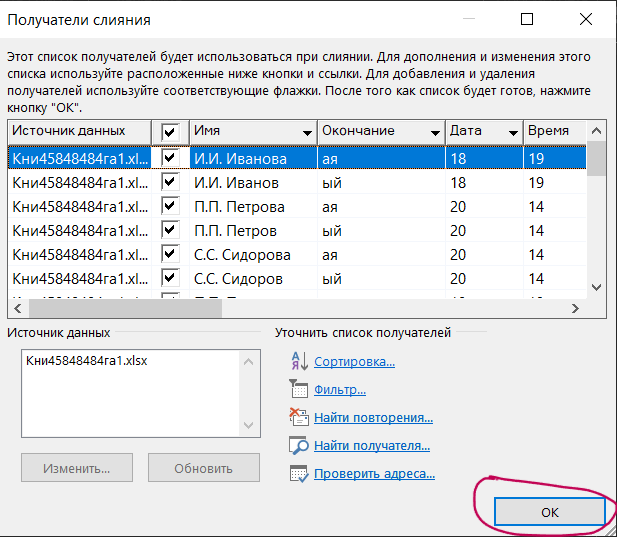 Получатели слияния
Этот список получателей будет использоваться при слиянии. Для дополнения и изменения этого
списка используйте расположенные ниже кнопки и ссылки. Для добавления и удаления
получателей используйте соответствующие флажки. После того как список будет готов, нажмите
кнопку "ОК".
Источник данных Имя Окончание Дата Время
Кни45848484га1.xl... И.И. Иванова ая 18 19
Кни45848484га1.xl... И.И. Иванов ый 18 19
Кни45848484га1.xl... П.П. Петрова ая 20 14
Кни45848484га1.xl... П.П. Петров ый 20 14
Кни45848484га1.xl... С.С. Сидорова ая 20 14
Кни45848484га1.xl... С.С. Сидоров ый 20 14
Источник данных
Кни45848484га1.xlsx
Изменить... Обновить
Уточнить список получателей
Сортировка...
Фильтр...
Найти повторения...
Найти получателя...
Проверить адреса...
ОК